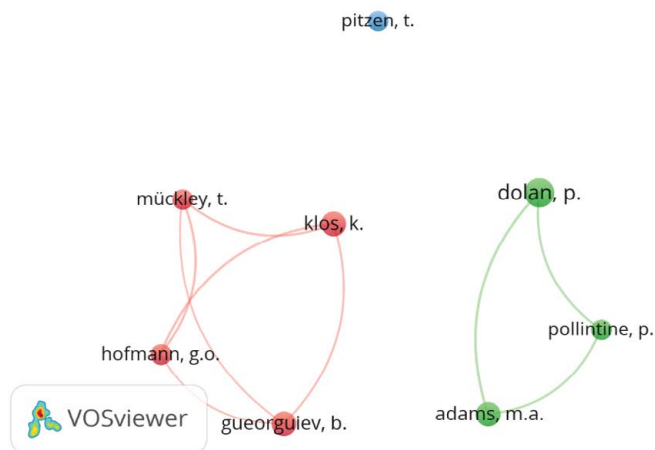 pitzen, t.
mückley, t.
klos, k.
dolan, p.
pollintine, p.
hofmann, g.o.
gueorguiev, b.
adams, m.a.
VOSviewer